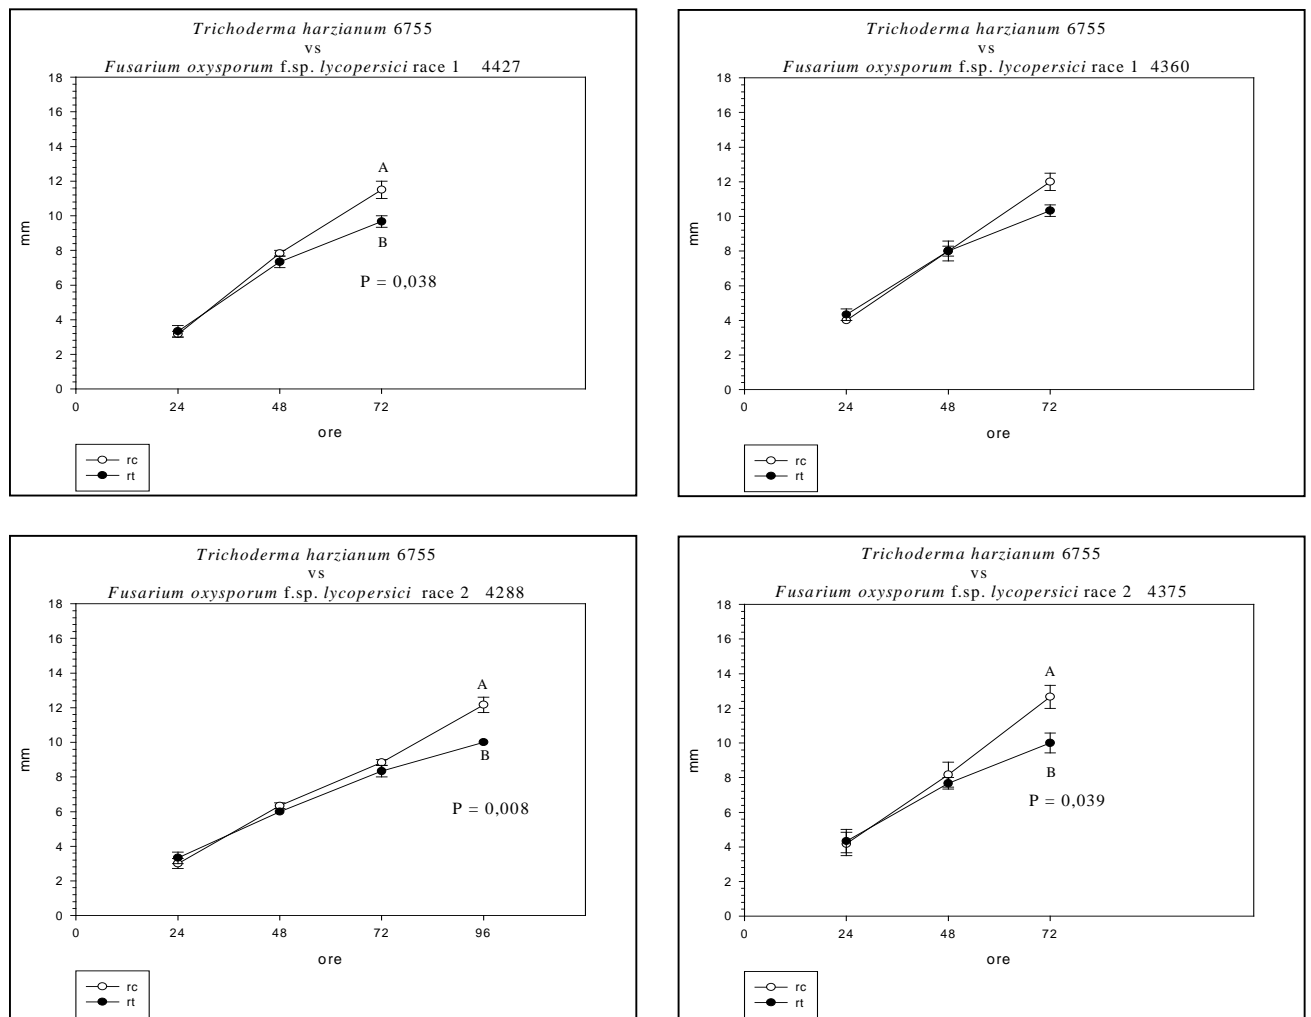 Trichoderma harzianum 6755
vs
Fusarium oxysporum f.sp. lycopersici race 1 4427
18
16
14
12
10
8
6
4
2
0
mm
A
B
P = 0,038
0 24 48 72
ore
rc
rt
Trichoderma harzianum 6755
vs
Fusarium oxysporum f.sp. lycopersici race 1 4360
18
16
14
12
10
8
6
4
2
0
mm
0 24 48 72
ore
rc
rt
Trichoderma harzianum 6755
vs
Fusarium oxysporum f.sp. lycopersici race 2 4288
18
16
14
12
10
8
6
4
2
0
mm
A
B
P = 0,008
0 24 48 72 96
ore
rc
rt
Trichoderma harzianum 6755
vs
Fusarium oxysporum f.sp. lycopersici race 2 4375
18
16
14
12
10
8
6
4
2
0
mm
A
B
P = 0,039
0 24 48 72
ore
rc
rt